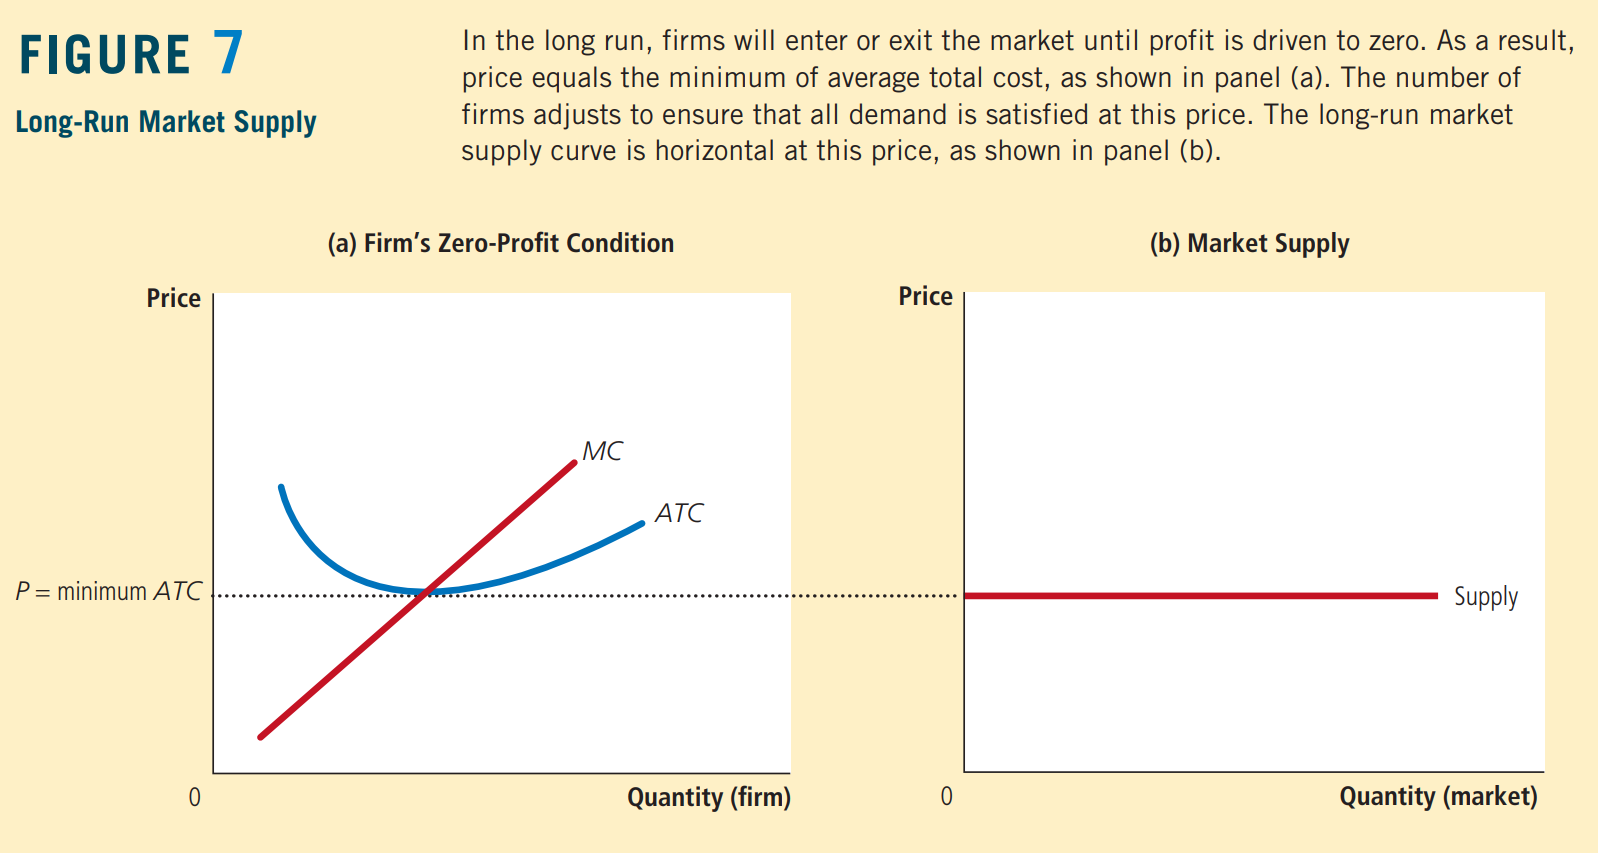 FIGURE 7
Long-Run Market Supply
In the long run, firms will enter or exit the market until profit is driven to zero. As a result,
price equals the minimum of average total cost, as shown in panel (a). The number of
firms adjusts to ensure that all demand is satisfied at this price. The long-run market
supply curve is horizontal at this price, as shown in panel (b).
(a) Firm’s Zero-Profit Condition
Price
MC
ATC
P = minimum ATC
0
Quantity (firm)
(b) Market Supply
Price
Supply
0
Quantity (market)